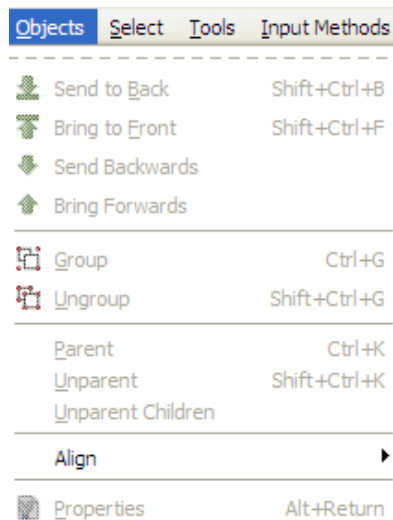 Objects Select Tools Input Methods
Send to Back Shift+Ctrl+B
Bring to Front Shift+Ctrl+F
Send Backwards
Bring Forwards
Group Ctrl+G
Ungroup Shift+Ctrl+G
Parent Ctrl+K
Unparent Shift+Ctrl+K
Unparent Children
Align
Properties Alt+Return